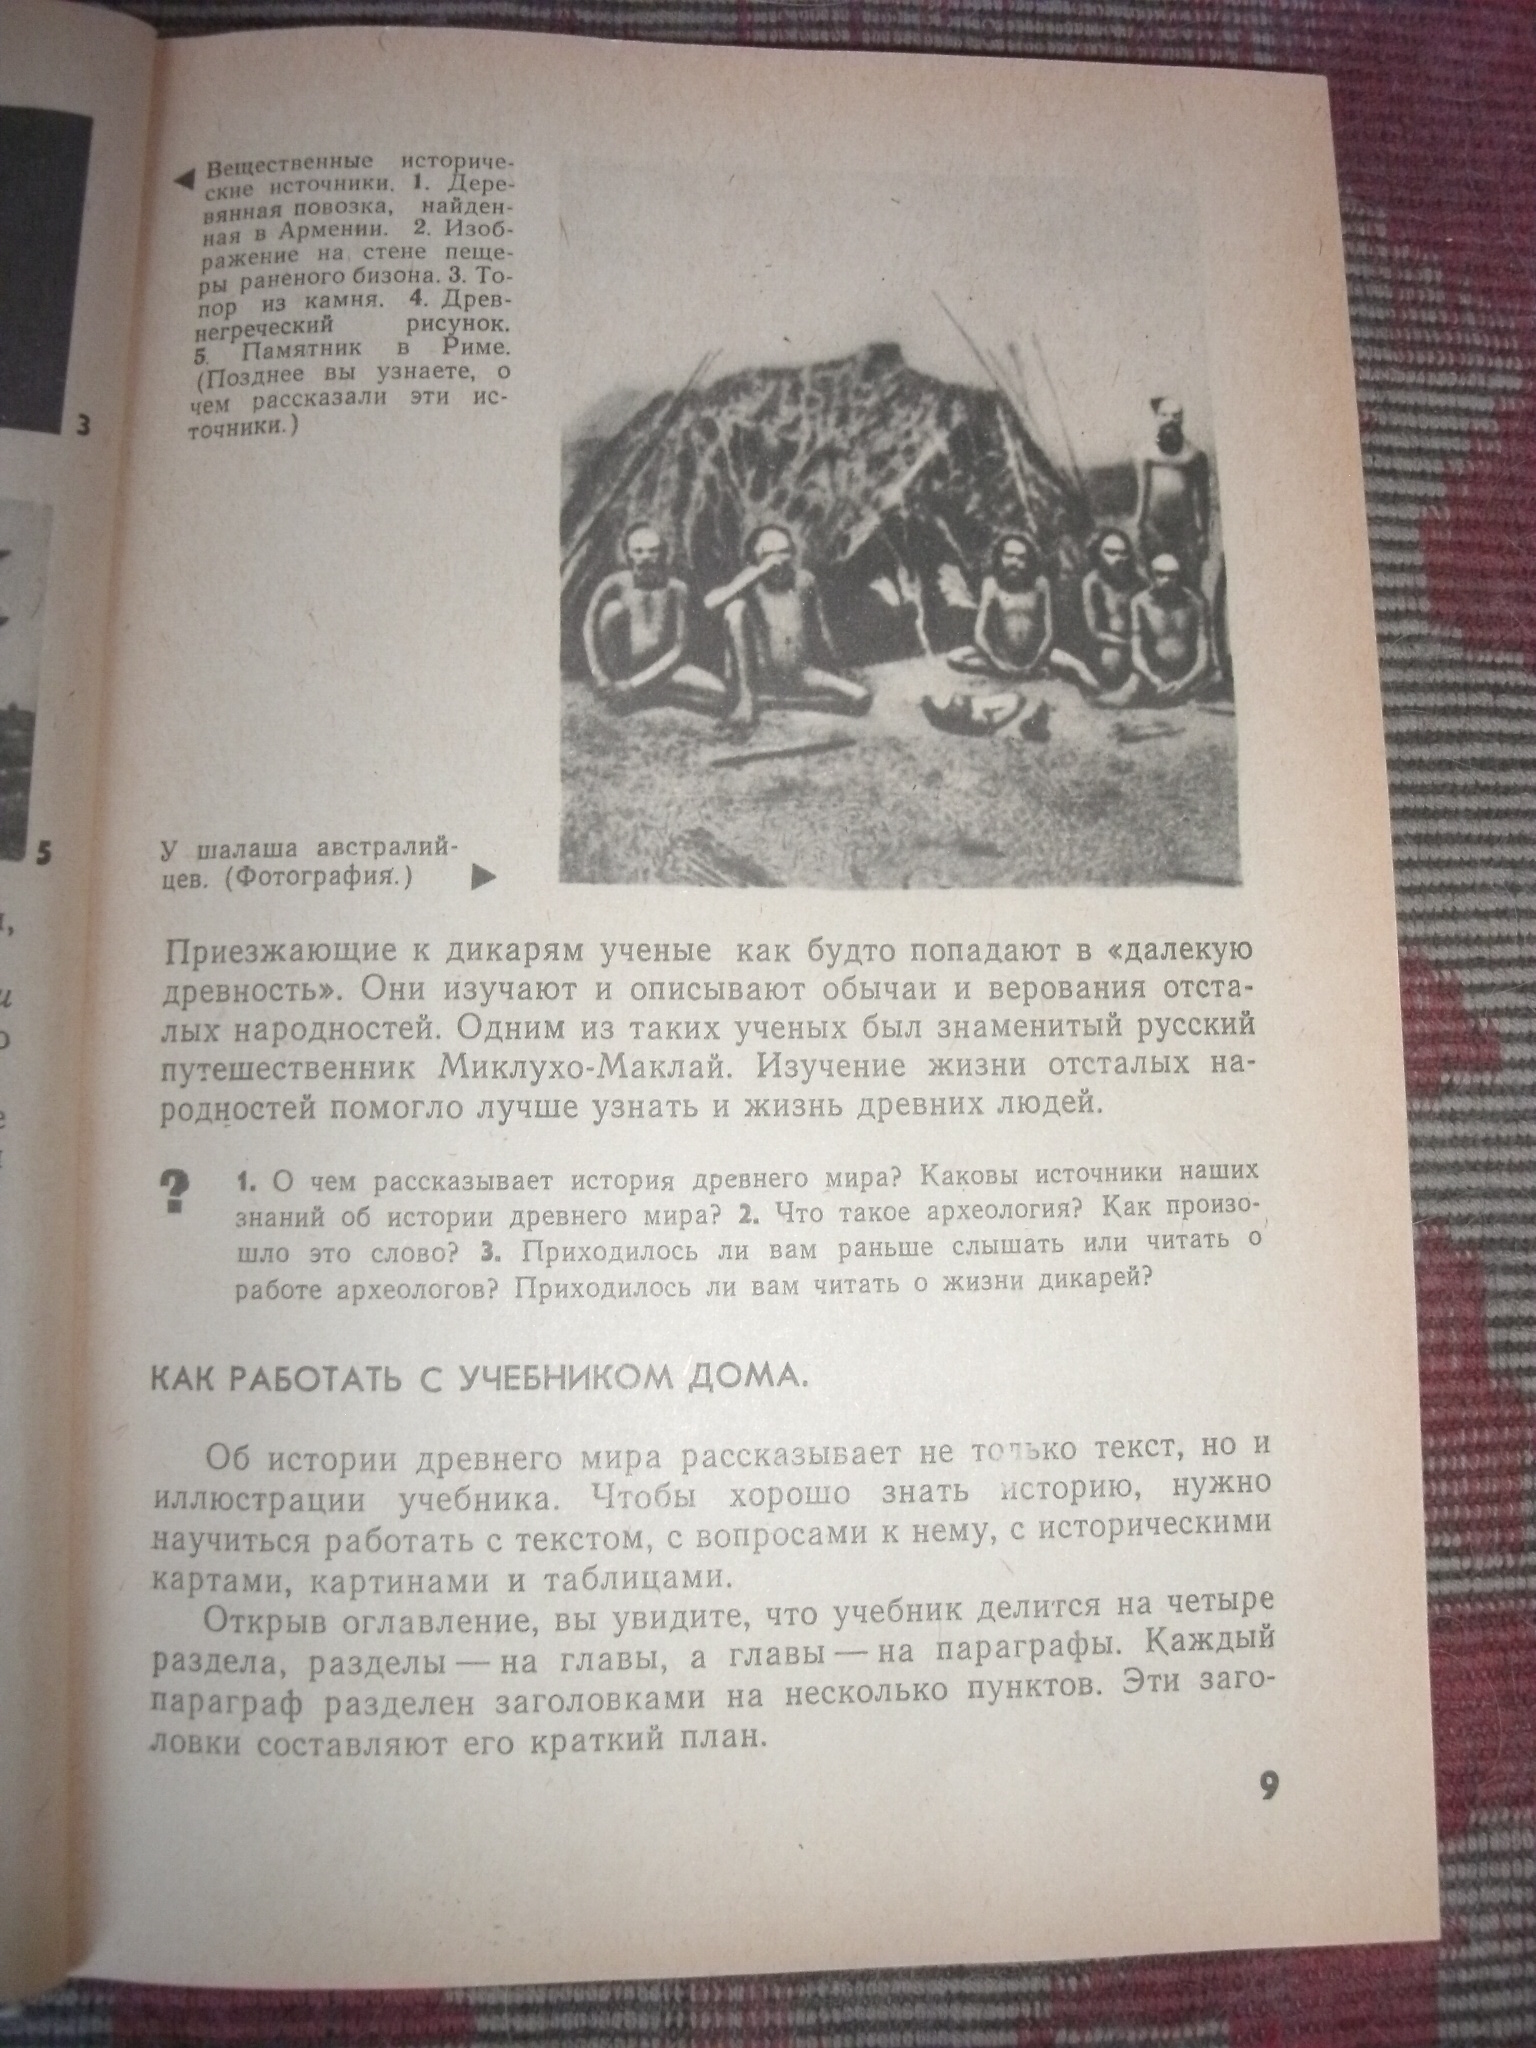 Вещественные историче-
ские источники. 1. Дере-
вянная повозка, найден-
ная в Армении. 2. Изоб-
ражение на стене пеще-
ры раненого бизона. 3. То-
пор из камня. 4. Древ-
негреческий рисунок.
5. Памятник в Риме.
(Позднее вы узнаете, о
чем рассказали эти ис-
точники.)
3
5
У шалаша австралий-
цев. (Фотография.)
Приезжающие к дикарям ученые как будто попадают в «далекую
древность». Они изучают и описывают обычаи и верования отста-
лых народностей. Одним из таких ученых был знаменитый русский
путешественник Миклухо-Маклай. Изучение жизни отсталых на-
родностей помогло лучше узнать и жизнь древних людей.
?
1. О чем рассказывает история древнего мира? Каковы источники наших
знаний об истории древнего мира? 2. Что такое археология? Как произо-
шло это слово? 3. Приходилось ли вам раньше слышать или читать о
работе археологов? Приходилось ли вам читать о жизни дикарей?
КАК РАБОТАТЬ С УЧЕБНИКОМ ДОМА.
Об истории древнего мира рассказывает не только текст, но и
иллюстрации учебника. Чтобы хорошо знать историю, нужно
научиться работать с текстом, с вопросами к нему, с историческими
картами, картинами и таблицами.
Открыв оглавление, вы увидите, что учебник делится на четыре
раздела, разделы — на главы, а главы — на параграфы. Каждый
параграф разделен заголовками на несколько пунктов. Эти заго-
ловки составляют его краткий план.
9